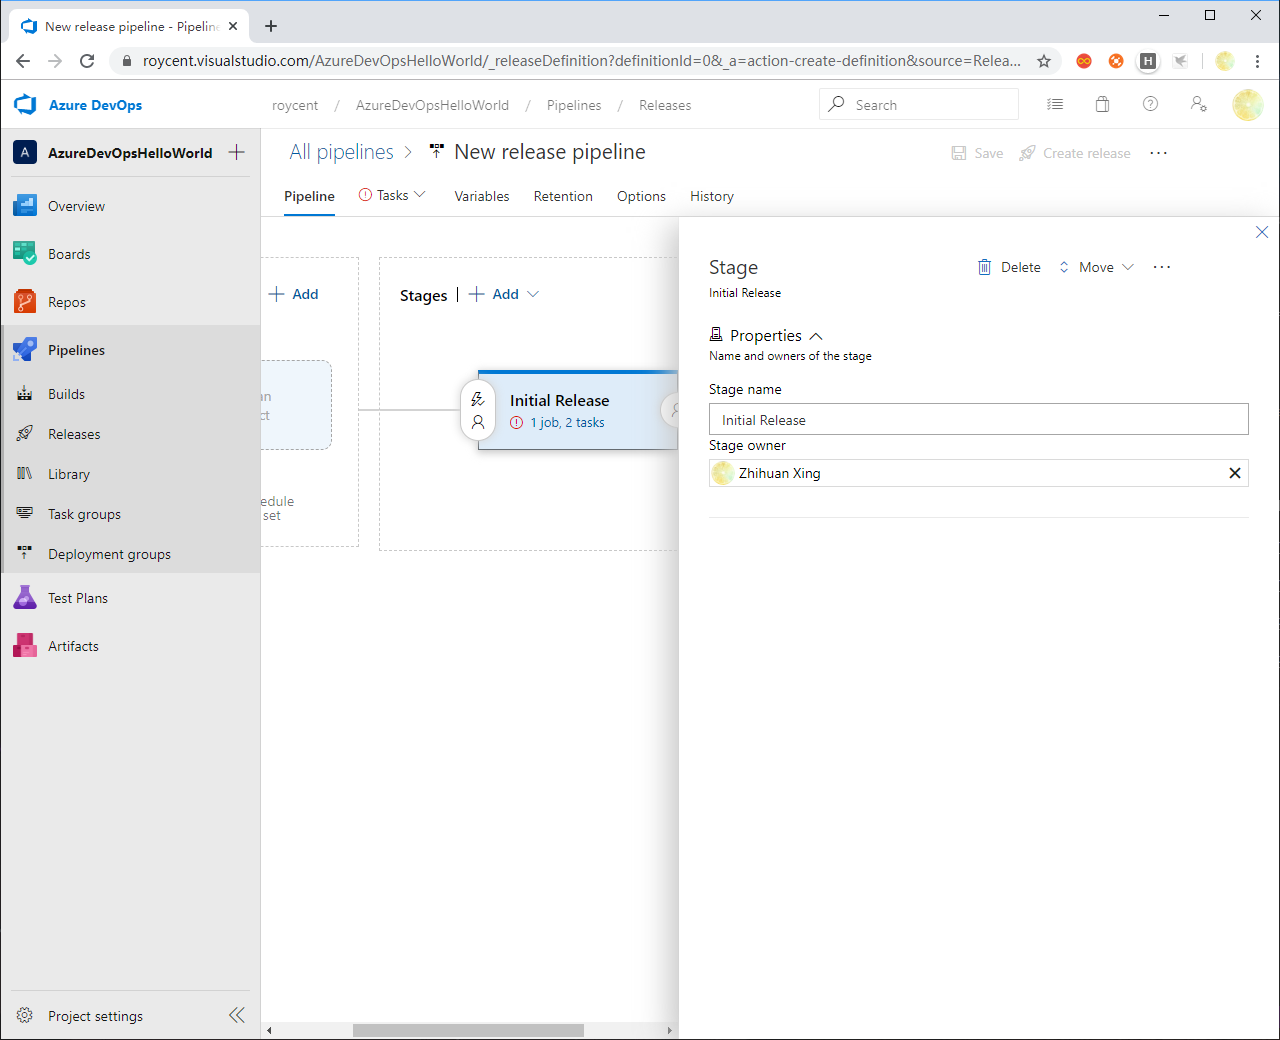 New release pipeline - Pipeline
roycent.visualstudio.com/AzureDevOpsHelloWorld/_releaseDefinition?definitionId=0&_a=action-create-definition&source=Relea...
H
Azure DevOps
roycent / AzureDevOpsHelloWorld / Pipelines / Releases
Search
A AzureDevOpsHelloWorld
All pipelines > New release pipeline
Save
Create release
Pipeline
Tasks
Variables
Retention
Options
History
Overview
Boards
Repos
Pipelines
Builds
Releases
Library
Task groups
Deployment groups
Test Plans
Artifacts
Project settings
Add
an
ct
edule
set
Stages | Add
Initial Release
1 job, 2 tasks
Stage
Initial Release
Delete
Move
Properties
Name and owners of the stage
Stage name
Initial Release
Stage owner
Zhihuan Xing